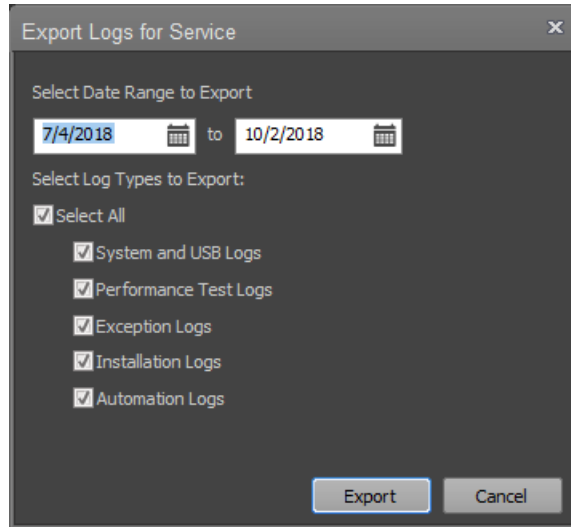 Export Logs for Service
Select Date Range to Export
7/4/2018 to 10/2/2018
Select Log Types to Export:
Select All
System and USB Logs
Performance Test Logs
Exception Logs
Installation Logs
Automation Logs
Export Cancel